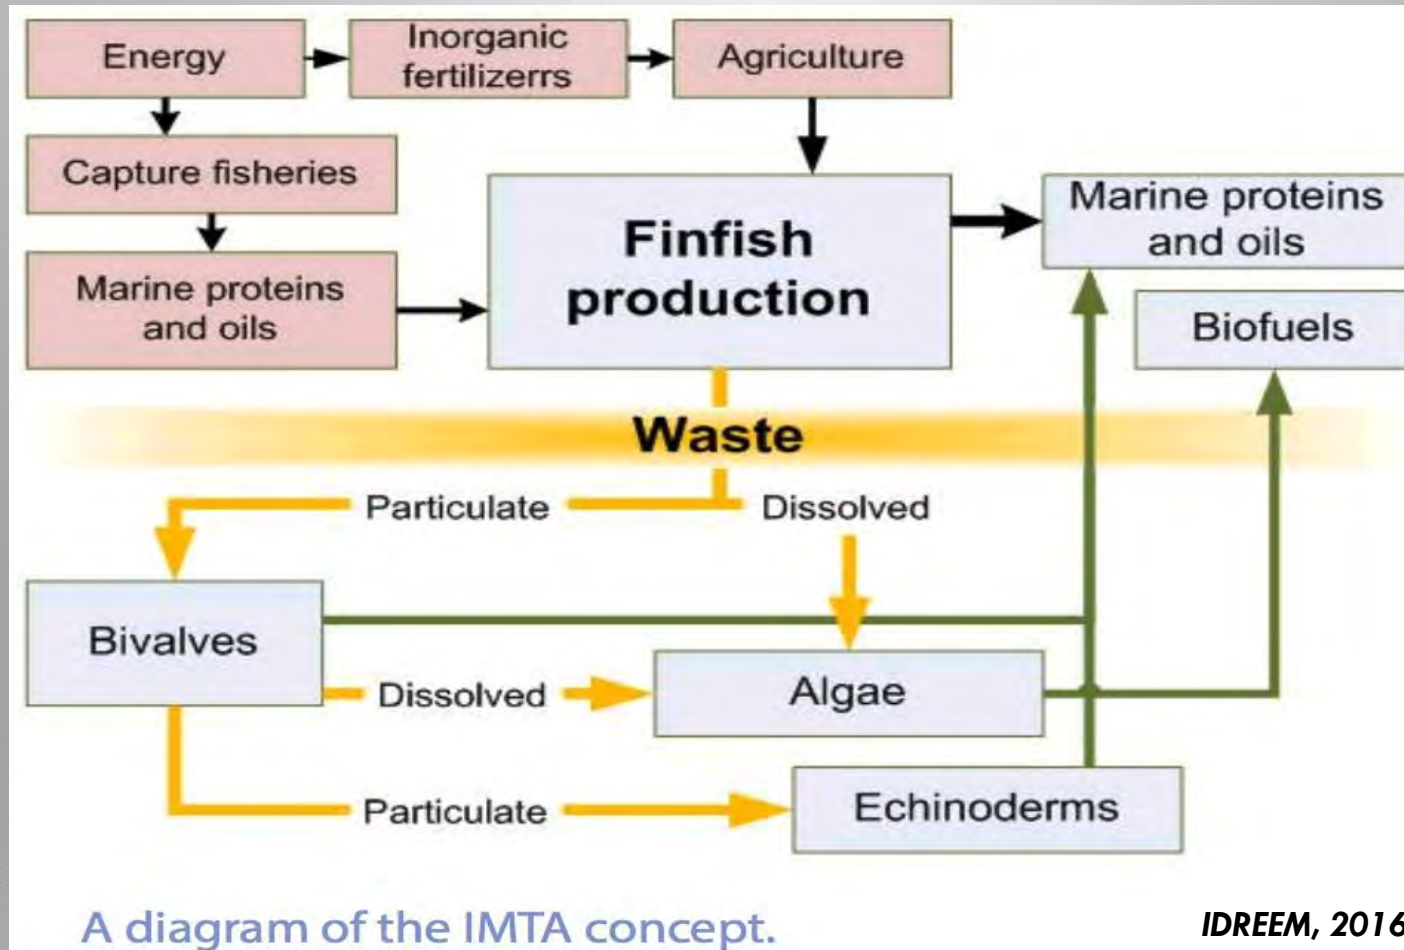 Energy
Inorganic
fertilizerrs
Agriculture
Capture fisheries
Marine proteins
and oils
Finfish
production
Marine proteins
and oils
Biofuels
Waste
Particulate
Dissolved
Bivalves
Dissolved
Algae
Particulate
Echinoderms
A diagram of the IMTA concept.
IDREEM, 2016